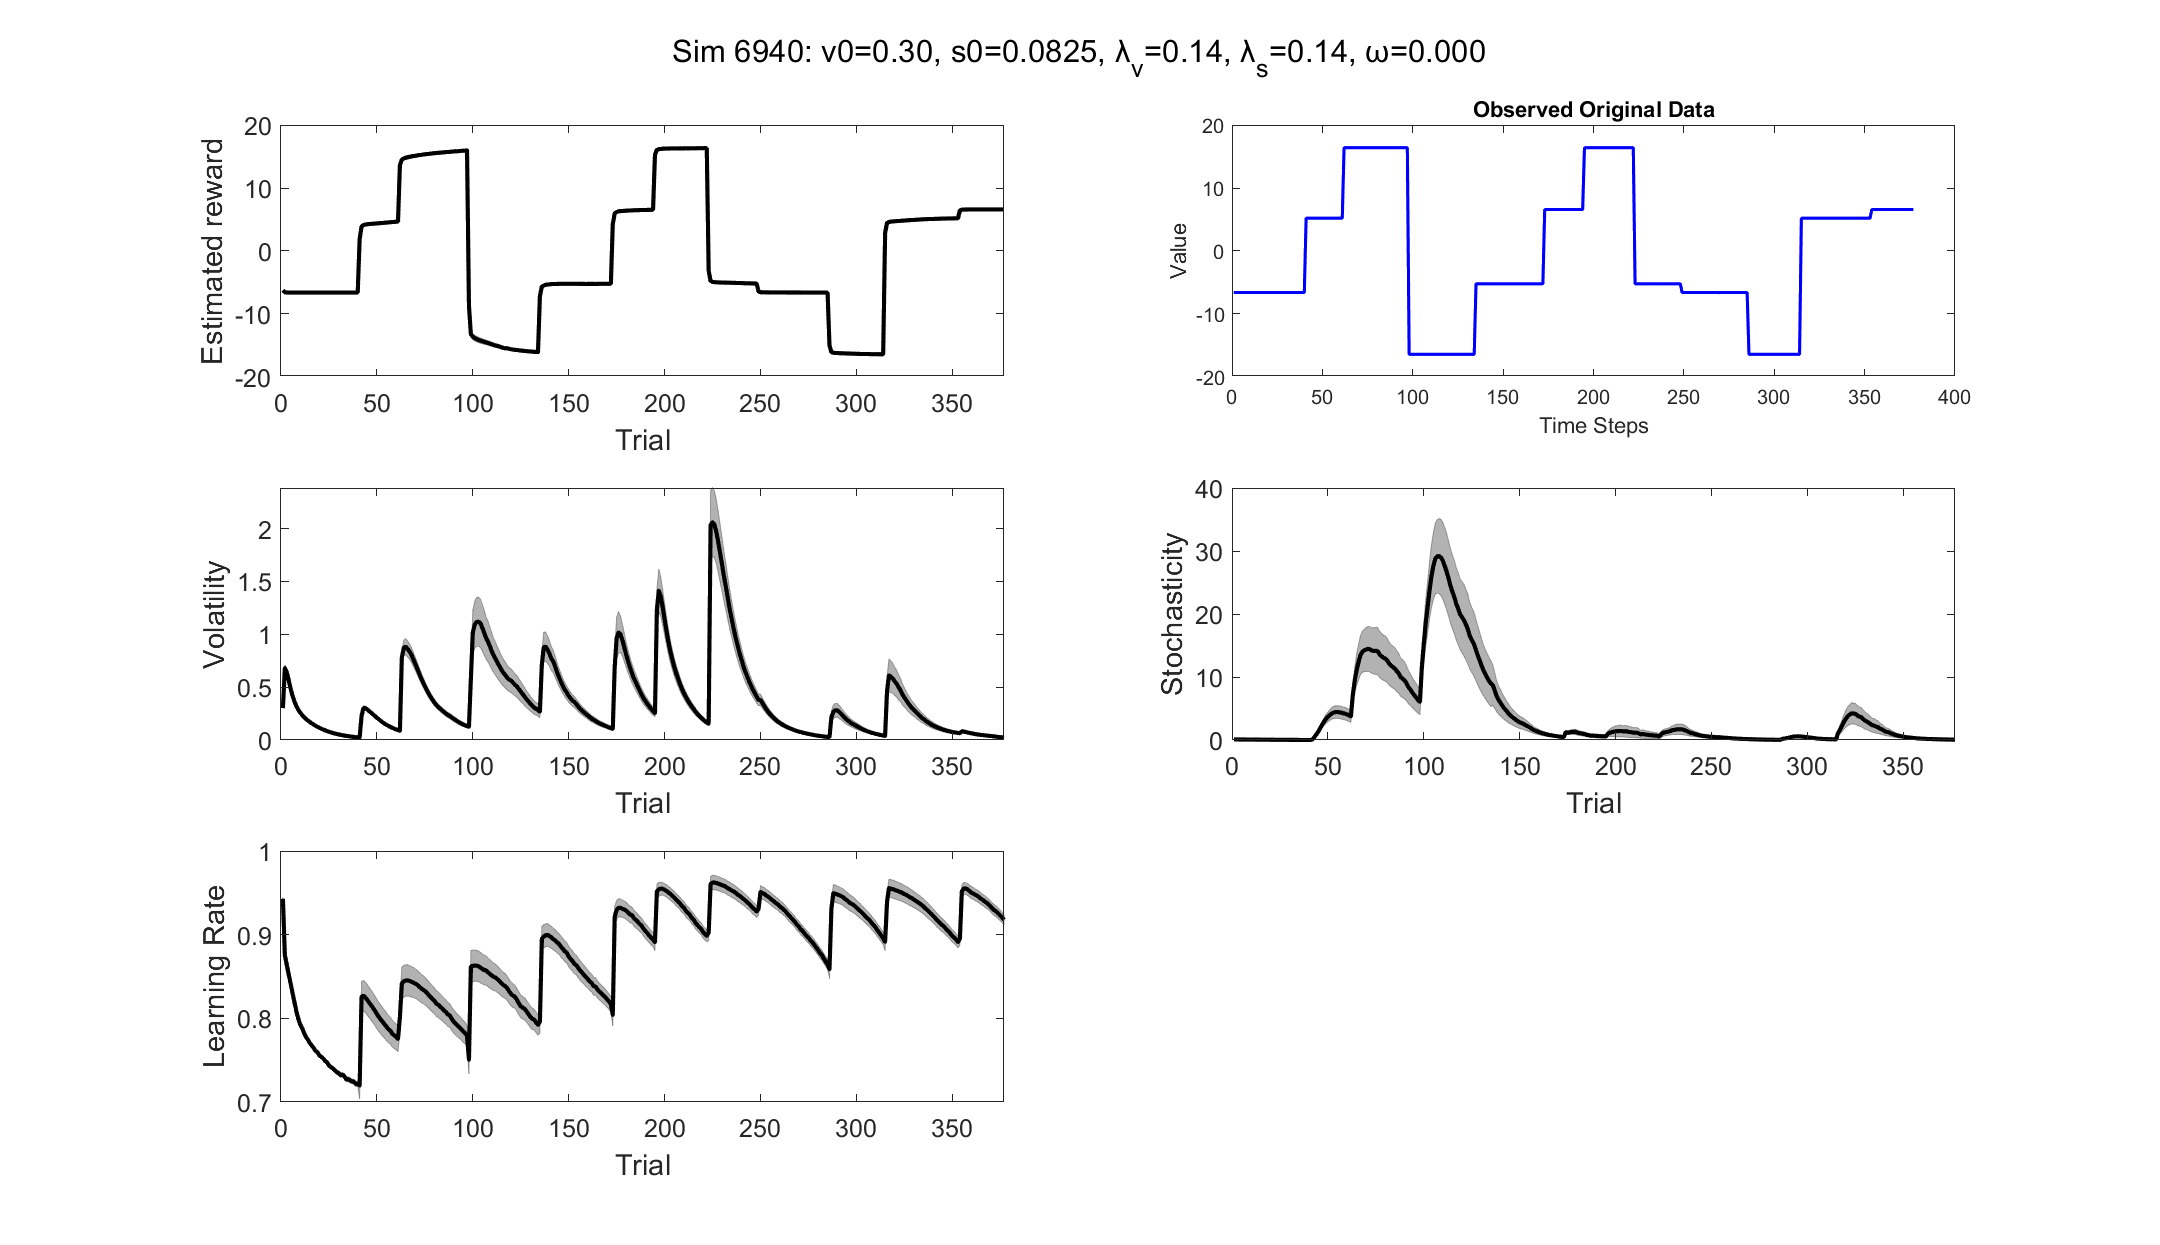 Sim 6940: v0=0.30, s0=0.0825, λv=0.14, λs=0.14, ω=0.000
Estimated reward
20
10
0
-10
-20
0 50 100 150 200 250 300 350
Trial
Observed Original Data
Value
20
10
0
-10
-20
0 50 100 150 200 250 300 350 400
Time Steps
Volatility
2
1.5
1
0.5
0
0 50 100 150 200 250 300 350
Trial
Stochasticity
40
30
20
10
0
0 50 100 150 200 250 300 350
Trial
Learning Rate
1
0.9
0.8
0.7
0 50 100 150 200 250 300 350
Trial